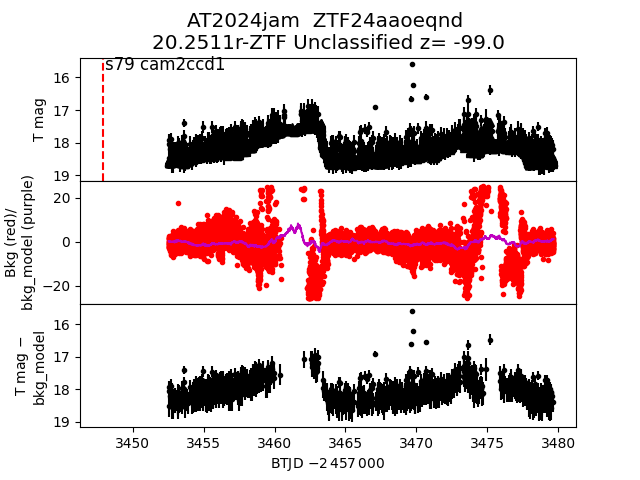 AT2024jam  ZTF24aaoeqnd
20.2511r-ZTF Unclassified z= -99.0
s79 cam2ccd1
T mag
16
17
18
19
Bkg (red)/
bkg_model (purple)
20
0
−20
T mag −
bkg_model
16
17
18
19
3450
3455
3460
3465
3470
3475
3480
BTJD −2 457 000